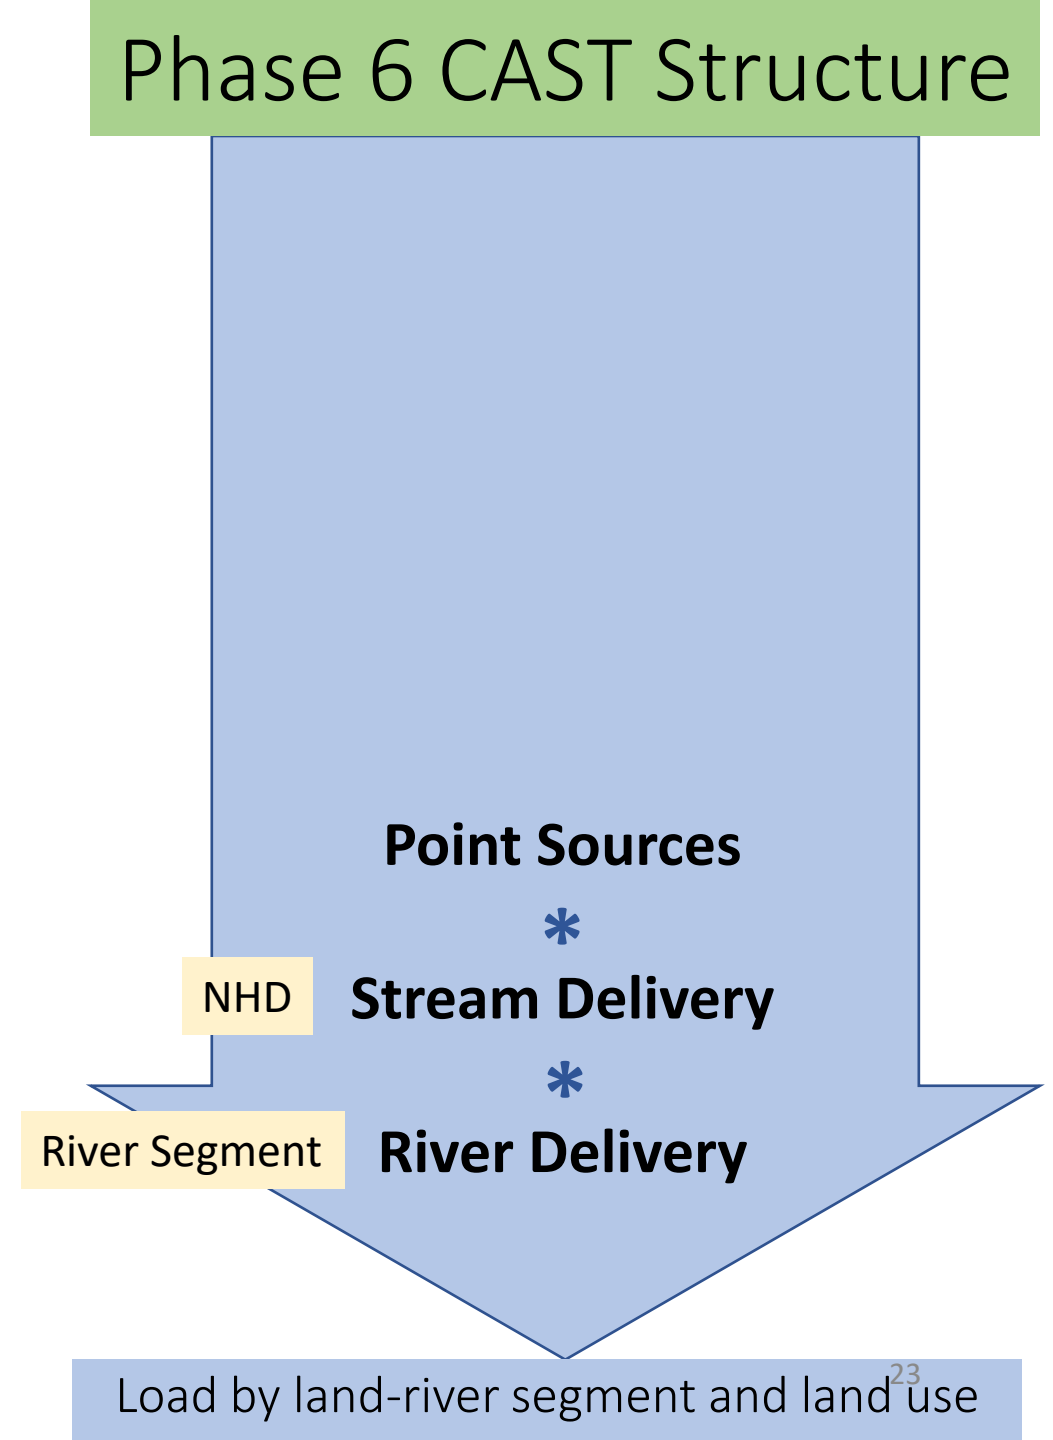 Phase 6 CAST Structure
Point Sources
*
NHD Stream Delivery
*
River Segment River Delivery
23
Load by land-river segment and land use